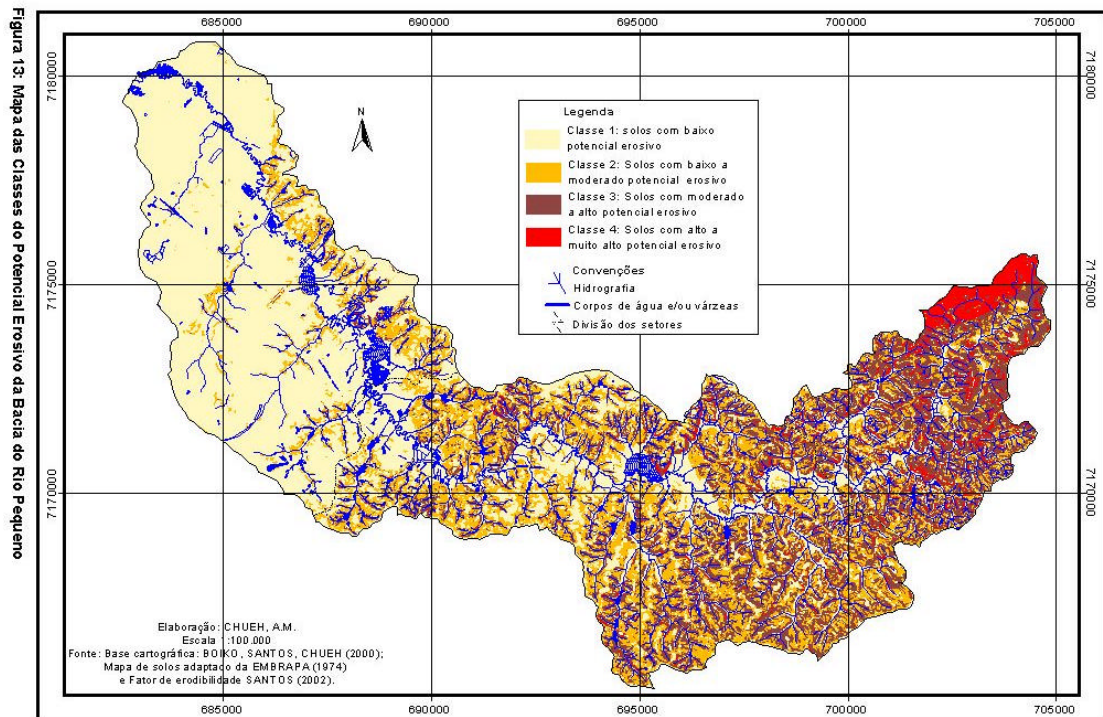 Figura 13: Mapa das Classes do Potencial Erosivo da Bacia do Rio Pequeno
685000
690000
695000
700000
705000
7180000
7175000
7170000
7180000
7175000
7170000
N
Legenda
Classe 1: solos com baixo
potencial erosivo
Classe 2: Solos com baixo a
moderado potencial erosivo
Classe 3: Solos com moderado
a alto potencial erosivo
Classe 4: Solos com alto a
muito alto potencial erosivo
Convenções
Hidrografia
Corpos de água e/ou várzeas
Divisão dos setores
Elaboração: CHUEH, A.M.
Escala 1:100.000
Fonte: Base cartográfica: BOIKO, SANTOS, CHUEH (2000);
Mapa de solos adaptado da EMBRAPA (1974)
e Fator de erodibilidade SANTOS (2002).
685000
690000
695000
700000
705000